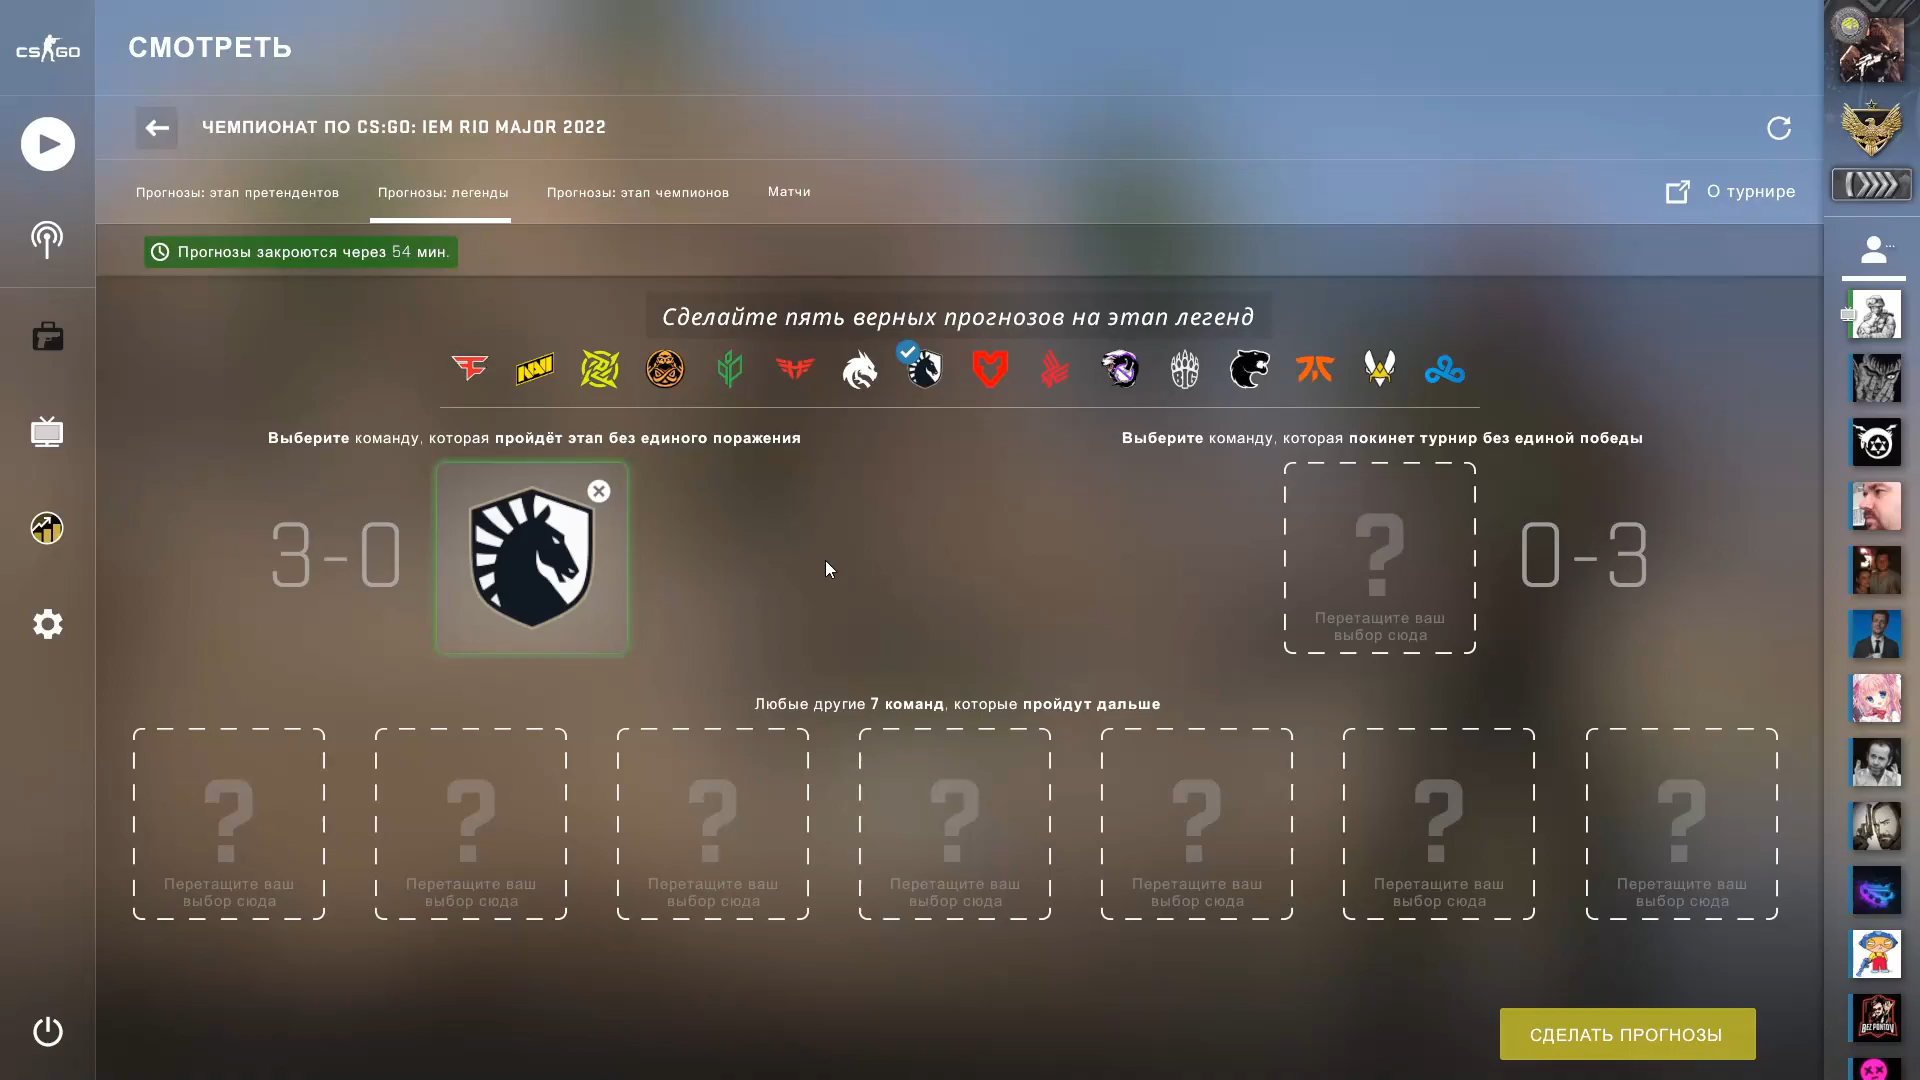 CS GO
СМОТРЕТЬ
ЧЕМПИОНАТ ПО CS:GO: IEM RIO MAJOR 2022
Прогнозы: этап претендентов
Прогнозы: легенды
Прогнозы: этап чемпионов
Матчи
О турнире
...
Прогнозы закроются через 54 мин.
Сделайте пять верных прогнозов на этап легенд
NAVI
BIG
Выберите команду, которая пройдёт этап без единого поражения
Выберите команду, которая покинет турнир без единой победы
3-0
?
Перетащите ваш
выбор сюда
0-3
Любые другие 7 команд, которые пройдут дальше
?
Перетащите ваш
выбор сюда
?
Перетащите ваш
выбор сюда
?
Перетащите ваш
выбор сюда
?
Перетащите ваш
выбор сюда
?
Перетащите ваш
выбор сюда
?
Перетащите ваш
выбор сюда
?
Перетащите ваш
выбор сюда
BEZ PONTOV
СДЕЛАТЬ ПРОГНОЗЫ